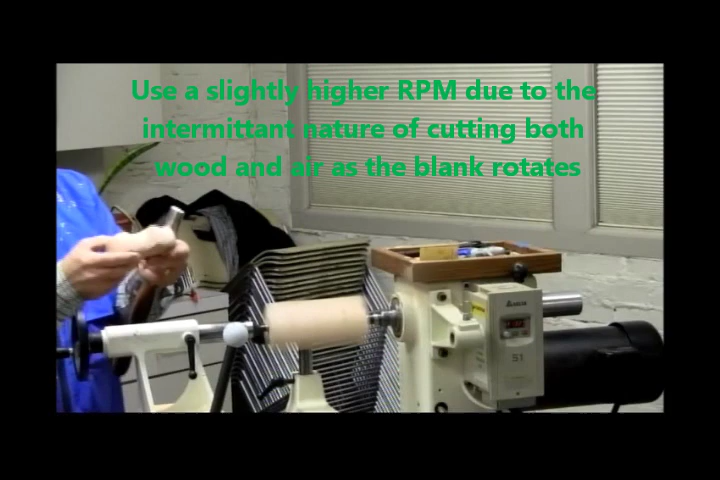 Use a slightly higher RPM due to the
intermittant nature of cutting both
wood and air as the blank rotates
S1